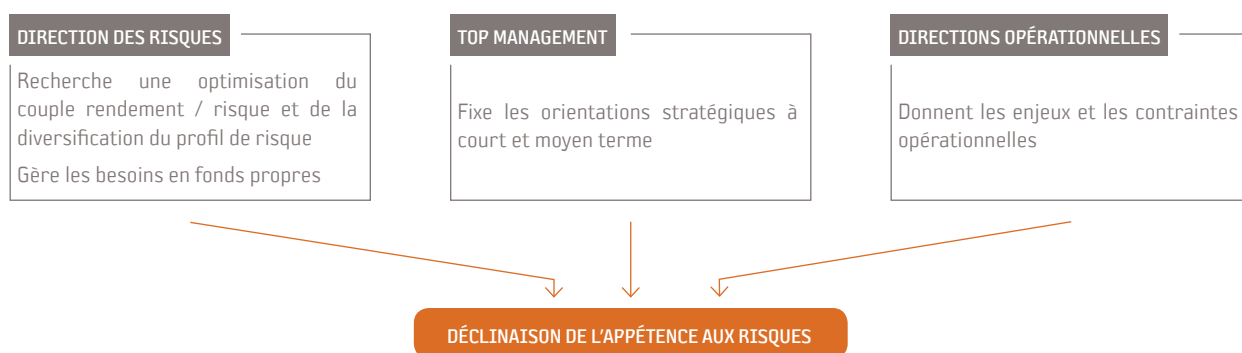 DIRECTION DES RISQUES
Recherche une optimisation du
couple rendement / risque et de la
diversification du profil de risque
Gère les besoins en fonds propres
TOP MANAGEMENT
Fixe les orientations stratégiques à
court et moyen terme
DIRECTIONS OPÉRATIONNELLES
Donnent les enjeux et les contraintes
opérationnelles
DÉCLINAISON DE L'APPÉTENCE AUX RISQUES